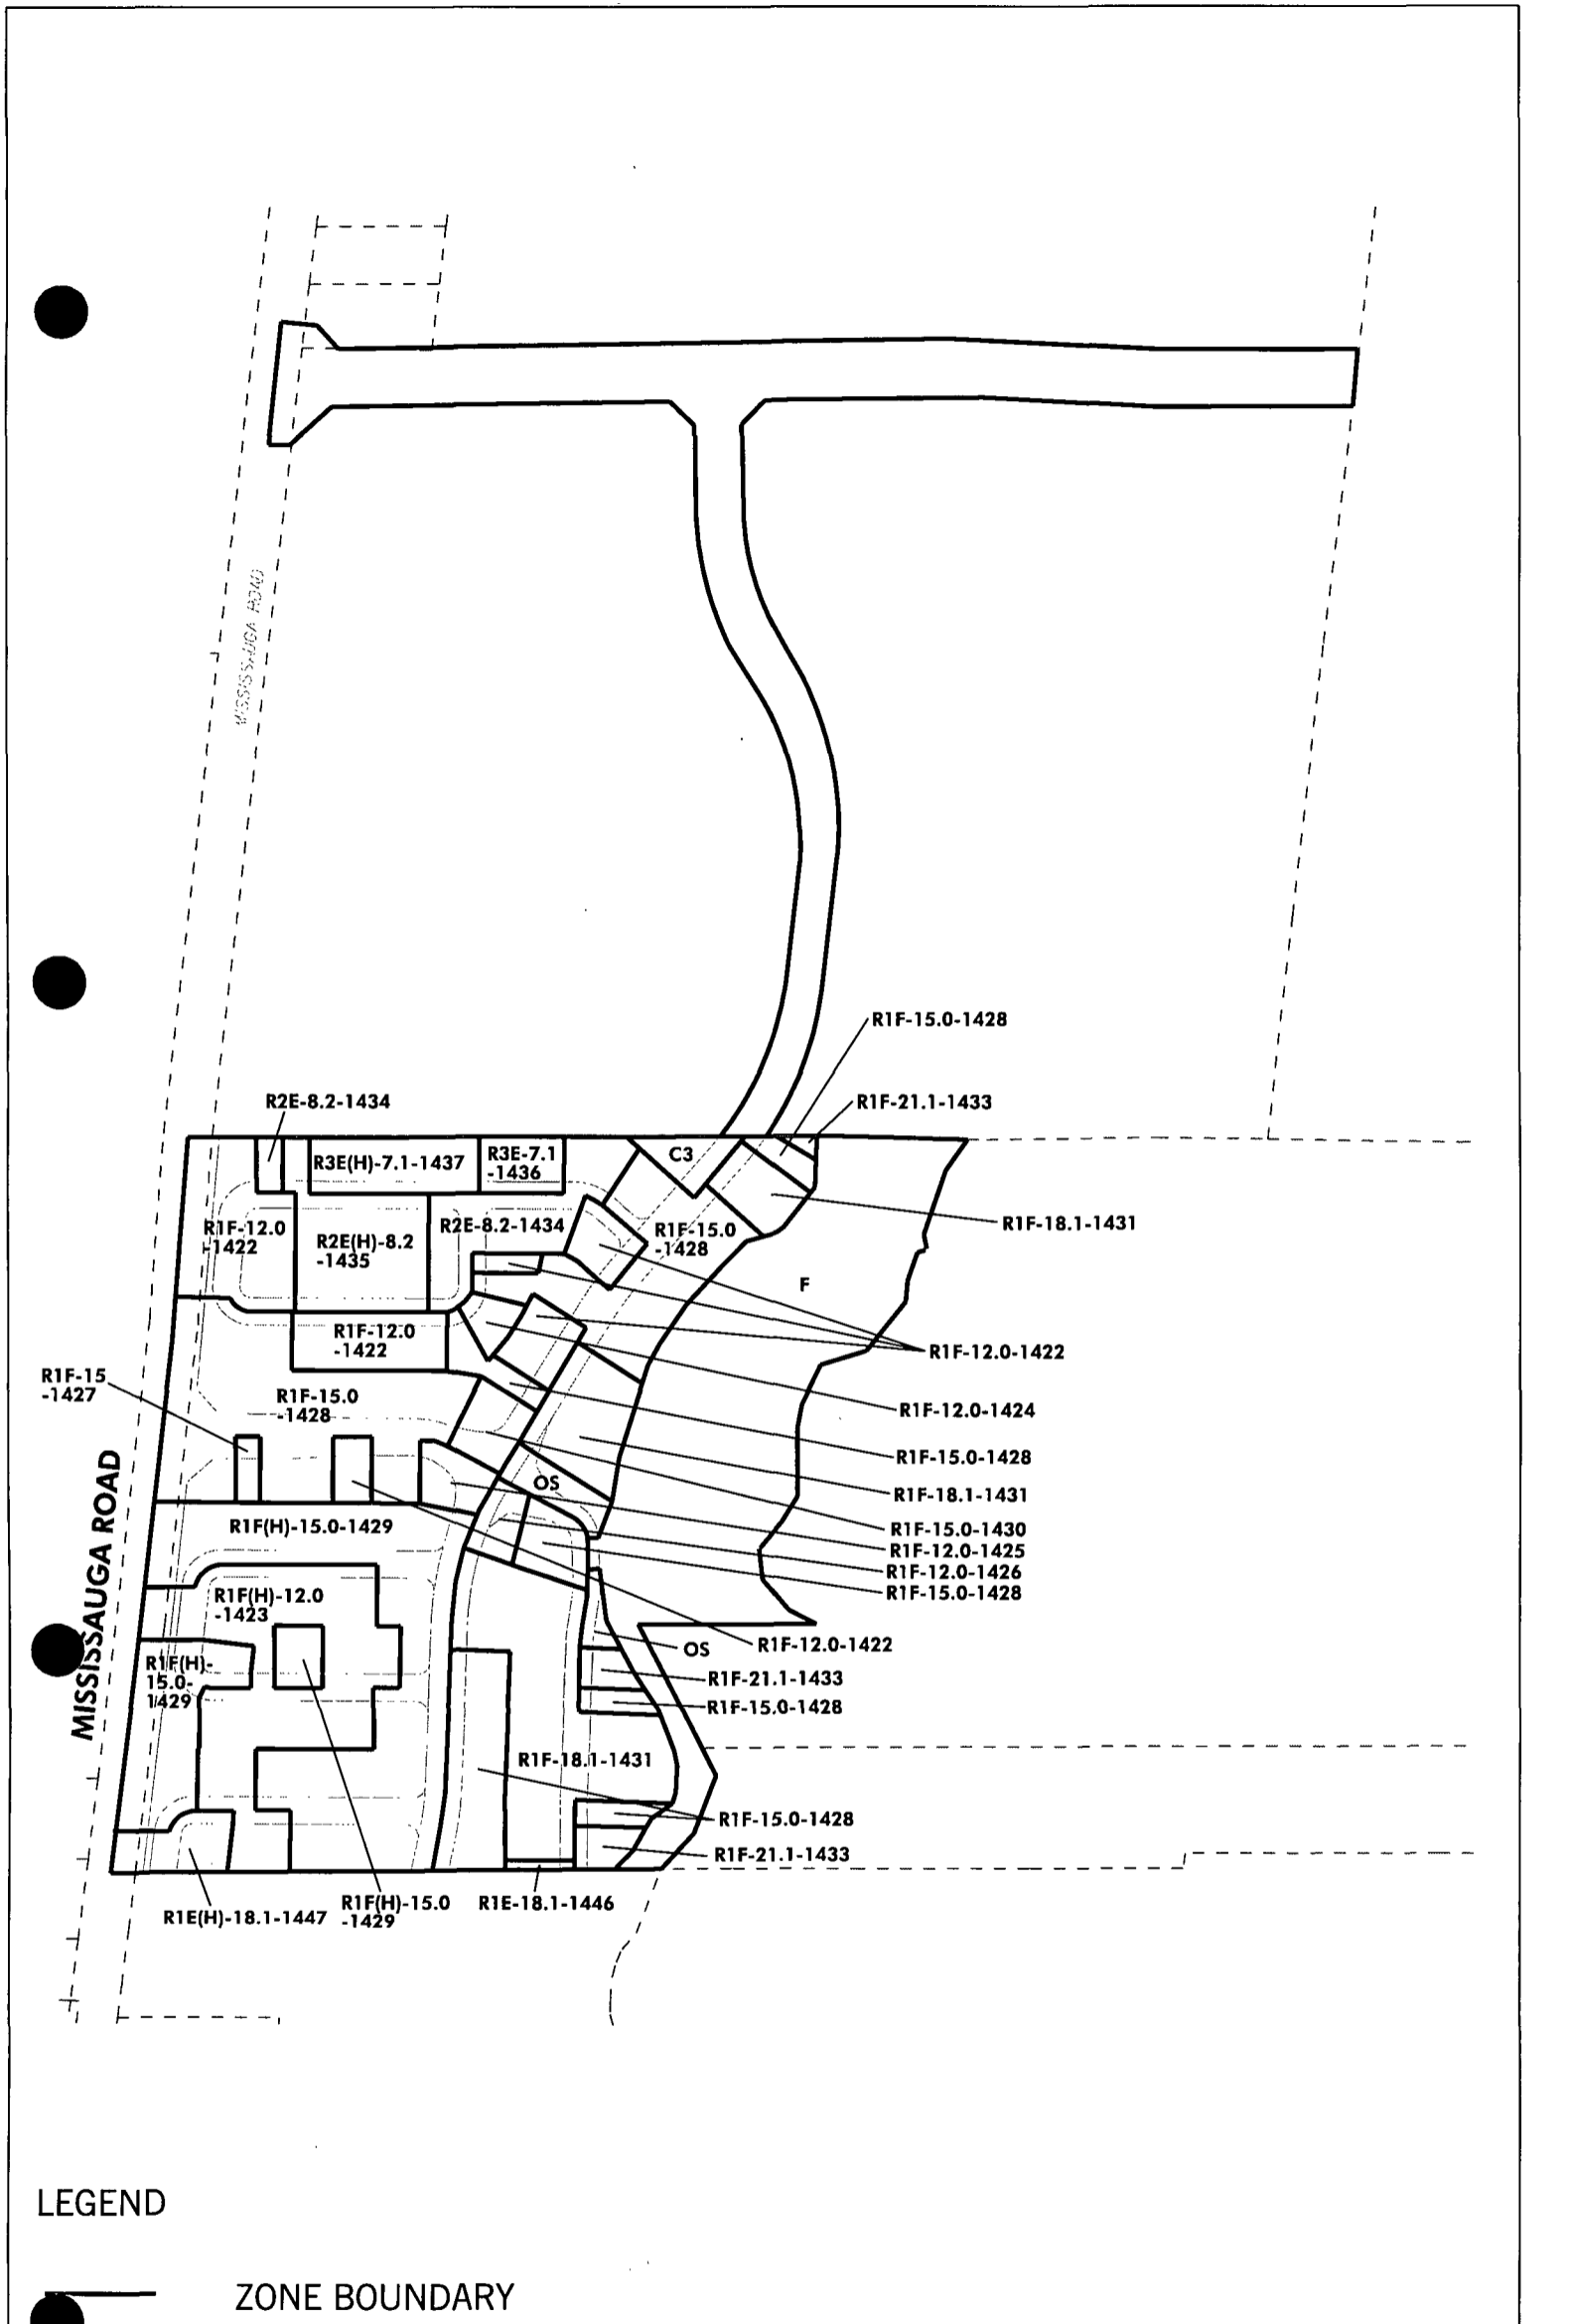 MISSISSAUGA ROAD
R1F-15.0-1428
R2E-8.2-1434
R1F-21.1-1433
R3E(H)-7.1-1437
R3E-7.1
-1436
C3
R1F-18.1-1431
R1F-12.0
-1422
R2E(H)-8.2
-1435
R2E-8.2-1434
R1F-15.0
-1428
F
R1F-12.0
-1422
R1F-12.0-1422
R1F-15
-1427
R1F-15.0
-1428
R1F-12.0-1424
R1F-15.0-1428
OS
R1F-18.1-1431
R1F(H)-15.0-1429
R1F-15.0-1430
R1F-12.0-1425
R1F-12.0-1426
R1F-15.0-1428
MISSISSAUGA ROAD
R1F(H)-12.0
-1423
R1F(H)-
15.0-
1429
OS
R1F-12.0-1422
R1F-21.1-1433
R1F-15.0-1428
R1F-18.1-1431
R1F-15.0-1428
R1F-21.1-1433
R1E(H)-18.1-1447
R1F(H)-15.0
-1429
R1E-18.1-1446
LEGEND
ZONE BOUNDARY